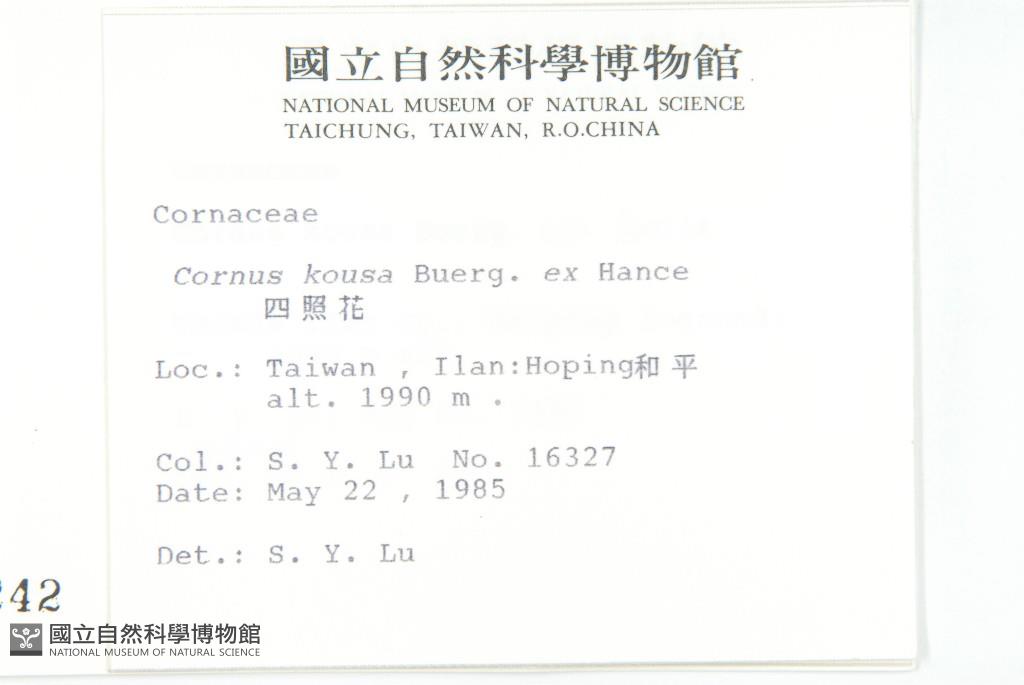 國立自然科學博物館
NATIONAL MUSEUM OF NATURAL SCIENCE
TAICHUNG, TAIWAN, R.O.CHINA
Cornaceae
Cornus kousa Buerg. ex Hance
四照花
Loc.: Taiwan , Ilan:Hoping和平
alt. 1990 m .
Col.: S. Y. Lu No. 16327
Date: May 22 , 1985
Det.: S. Y. Lu
42
國立自然科學博物館
NATIONAL MUSEUM OF NATURAL SCIENCE